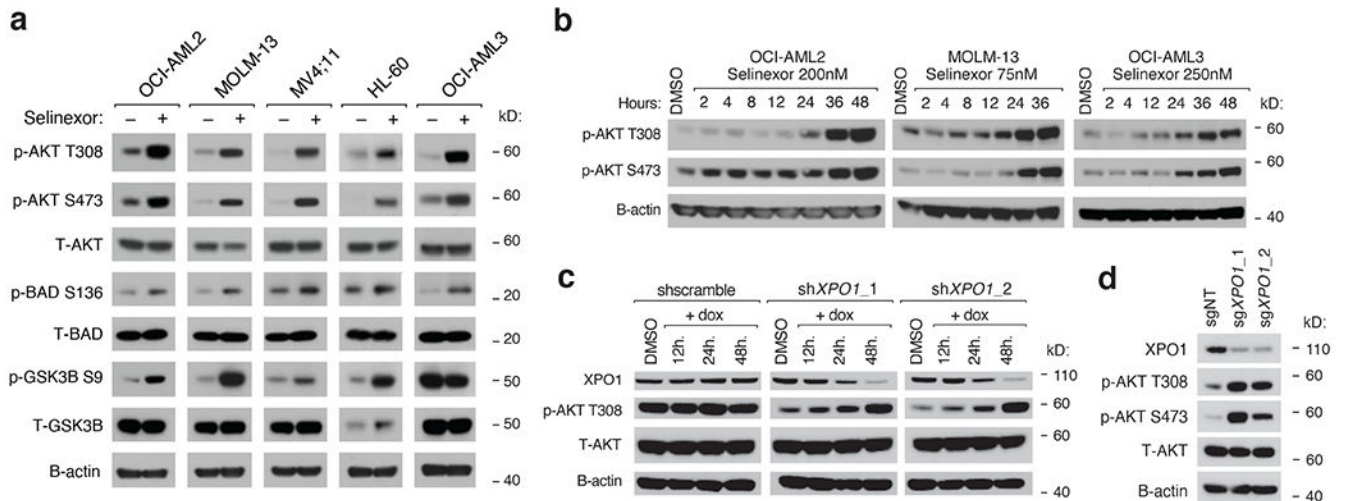 a
OCI-AML2 MOLM-13 MV4;11 HL-60 OCI-AML3
Selinexor: – + – + – + – + – + kD:
p-AKT T308 – 60
p-AKT S473 – 60
T-AKT – 60
p-BAD S136 – 20
T-BAD – 20
p-GSK3B S9 – 50
T-GSK3B – 50
B-actin – 40
b
OCI-AML2 MOLM-13 OCI-AML3
DMSO Selinexor 200nM DMSO Selinexor 75nM DMSO Selinexor 250nM
Hours: 2 4 8 12 24 36 48 2 4 8 12 24 36 2 4 12 24 36 48 kD:
p-AKT T308 – 60
p-AKT S473 – 60
B-actin – 40
c
shscramble shXPO1_1 shXPO1_2
+ dox + dox + dox
DMSO 12h. 24h. 48h. DMSO 12h. 24h. 48h. DMSO 12h. 24h. 48h. kD:
XPO1 – 110
p-AKT T308 – 60
T-AKT – 60
B-actin – 40
d
sgNT sgXPO1_1 sgXPO1_2
kD:
XPO1 – 110
p-AKT T308 – 60
p-AKT S473 – 60
T-AKT – 60
B-actin – 40